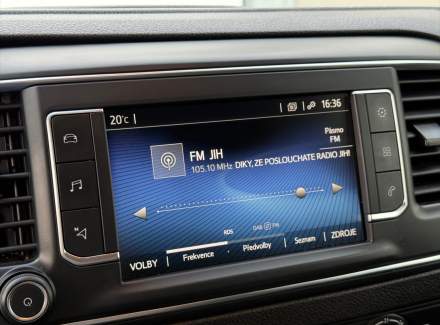 20°C 16:36
Pásmo
FM
FM JIH
105.10 MHz DIKY, ZE POSLOUCHATE RADIO JIH!
RDS DAB FM
VOLBY Frekvence Předvolby Seznam ZDROJE
N